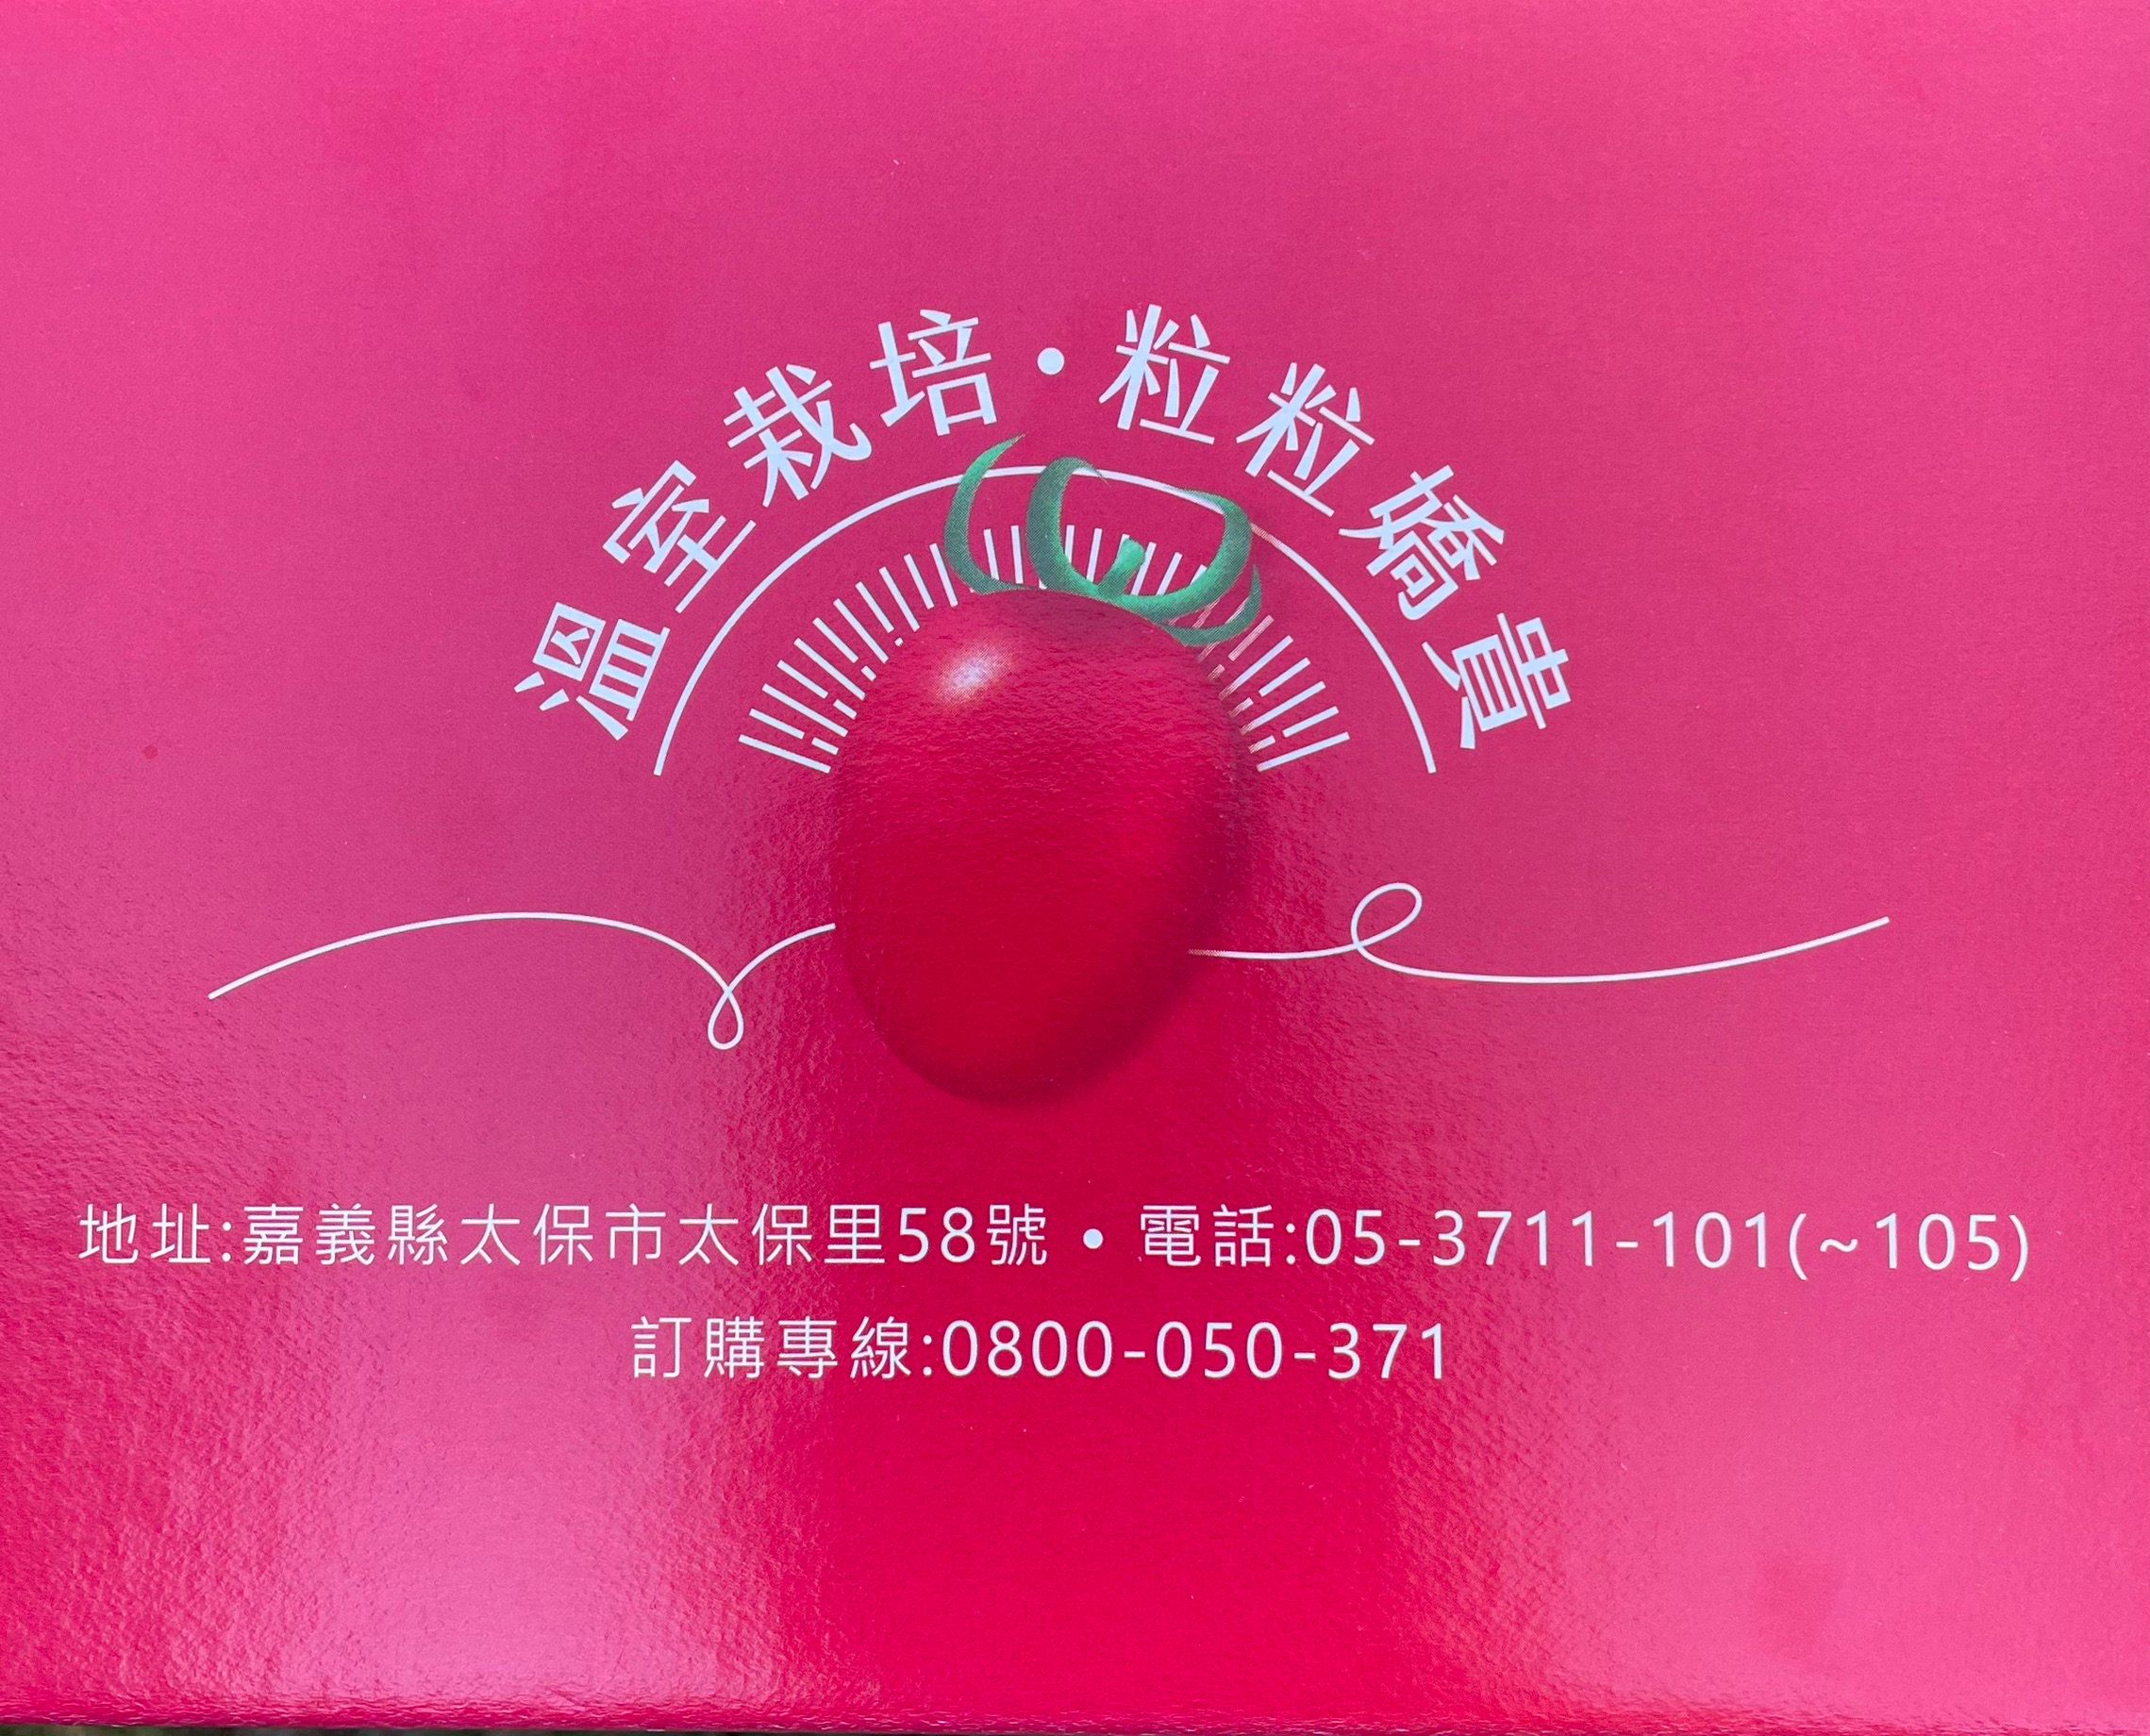 溫室栽培・粒粒嬌貴
地址:嘉義縣太保市太保里58號・電話:05-3711-101(~105)
訂購專線:0800-050-371